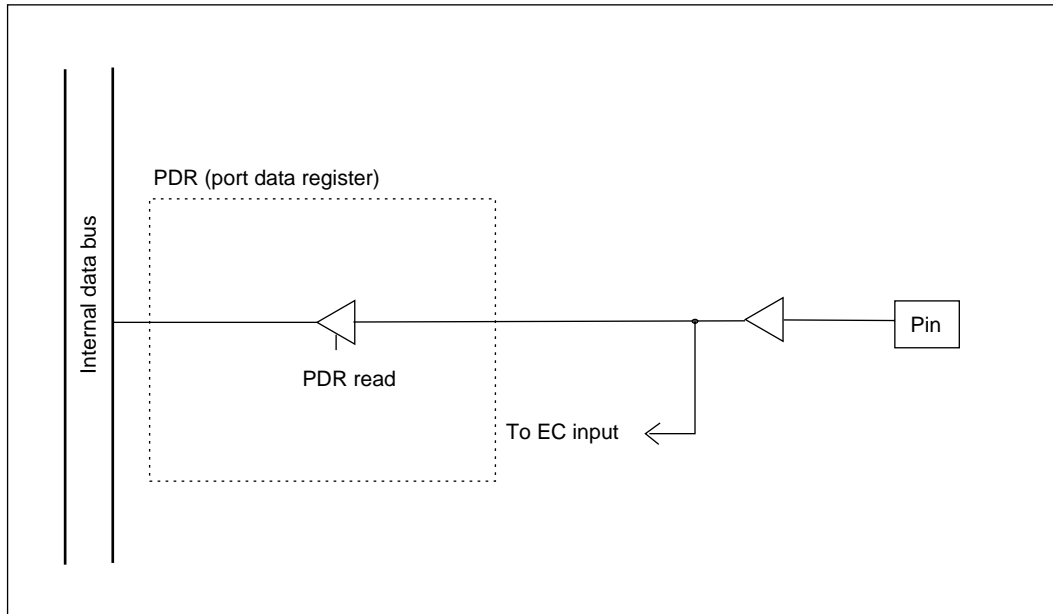 PDR (port data register)
Internal data bus
Pin
PDR read
To EC input